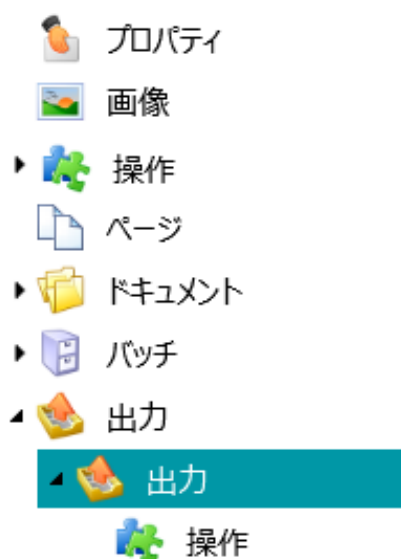 プロパティ
画像
操作
ページ
ドキュメント
バッチ
出力
出力
操作